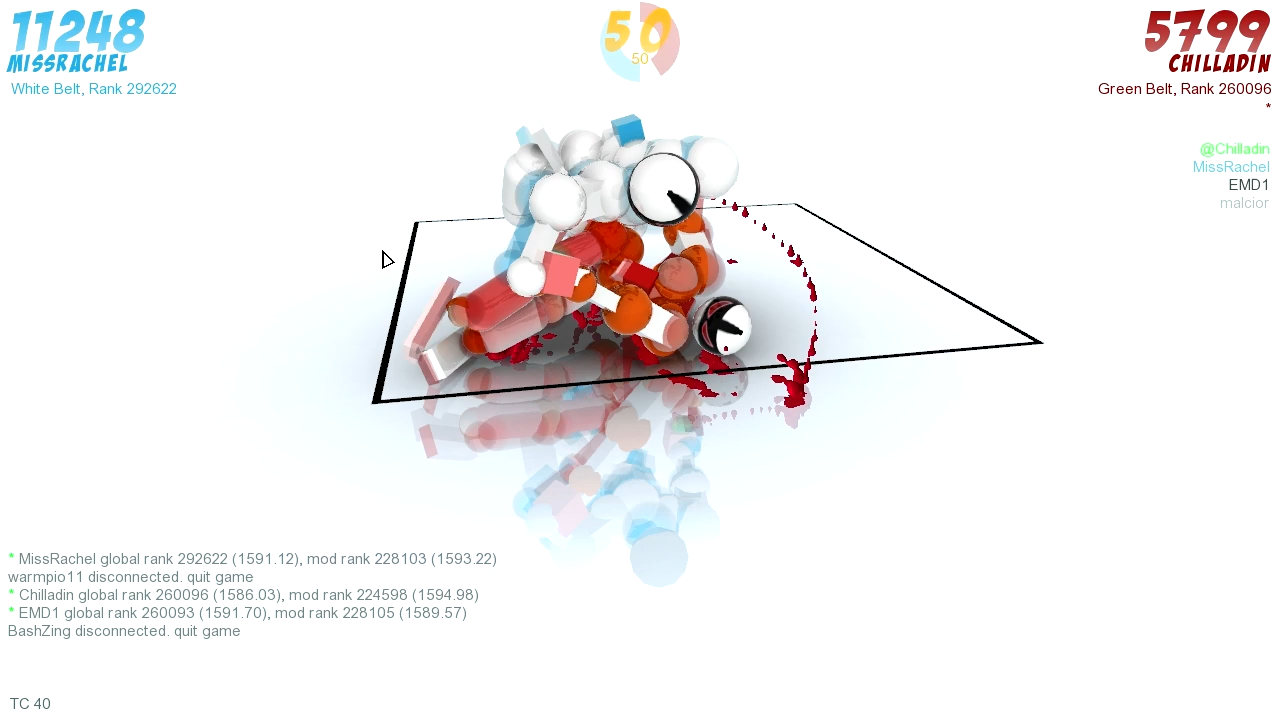 11248
MISSRACHEL
White Belt, Rank 292622
50
50
5799
CHILLADIN
Green Belt, Rank 260096
*
@Chilladin
MissRachel
EMD1
malcior
* MissRachel global rank 292622 (1591.12), mod rank 228103 (1593.22)
warmpio11 disconnected. quit game
* Chilladin global rank 260096 (1586.03), mod rank 224598 (1594.98)
* EMD1 global rank 260093 (1591.70), mod rank 228105 (1589.57)
BashZing disconnected. quit game
TC 40